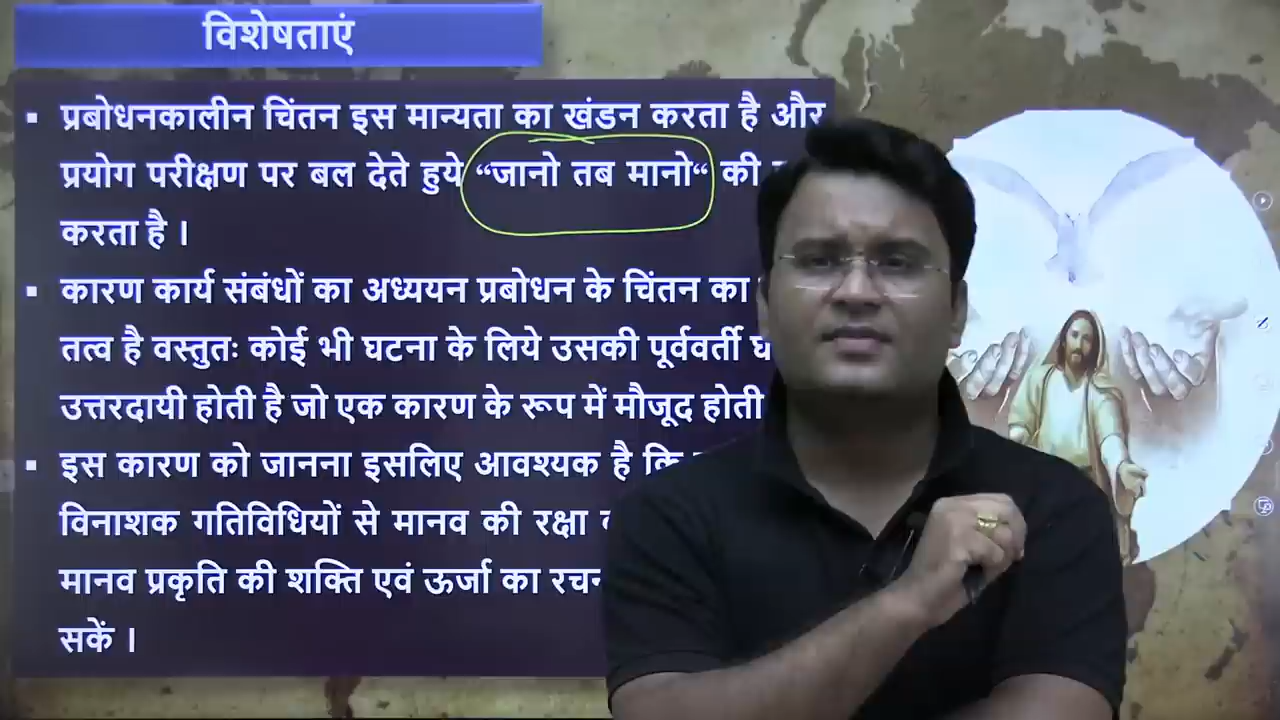 विशेषताएं
▪ प्रबोधनकालीन चिंतन इस मान्यता का खंडन करता है और
प्रयोग परीक्षण पर बल देते हुये “जानो तब मानो“ की
करता है ।
▪ कारण कार्य संबंधों का अध्ययन प्रबोधन के चिंतन का
तत्व है वस्तुतः कोई भी घटना के लिये उसकी पूर्ववर्ती
उत्तरदायी होती है जो एक कारण के रूप में मौजूद होती
▪ इस कारण को जानना इसलिए आवश्यक है कि
विनाशक गतिविधियों से मानव की रक्षा
मानव प्रकृति की शक्ति एवं ऊर्जा का
सकें ।